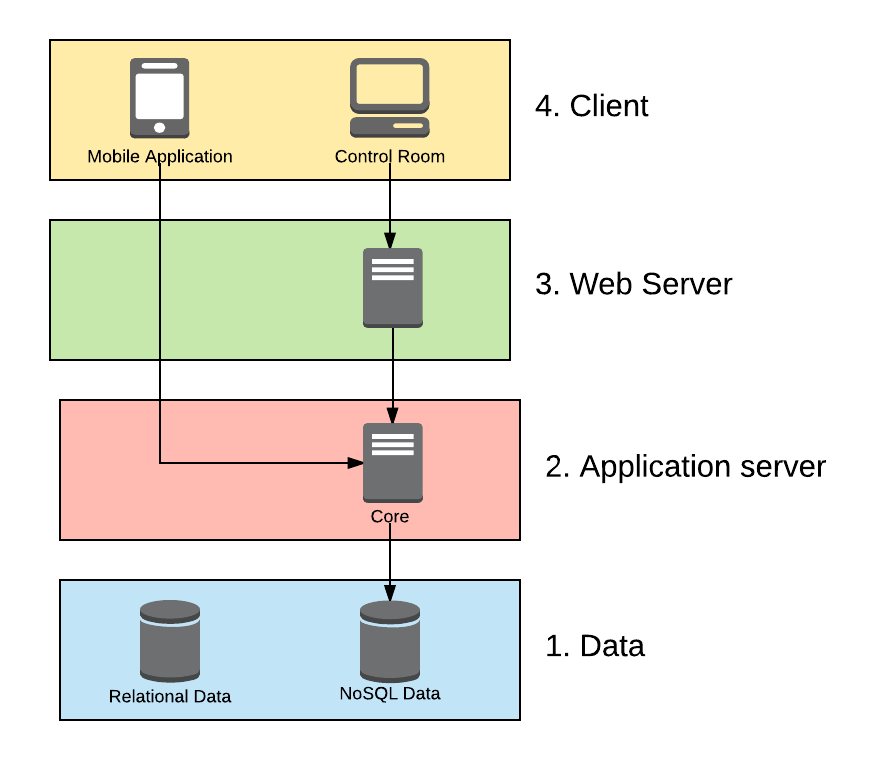 Mobile Application
Control Room
4. Client
3. Web Server
2. Application server
Core
1. Data
Relational Data
NoSQL Data